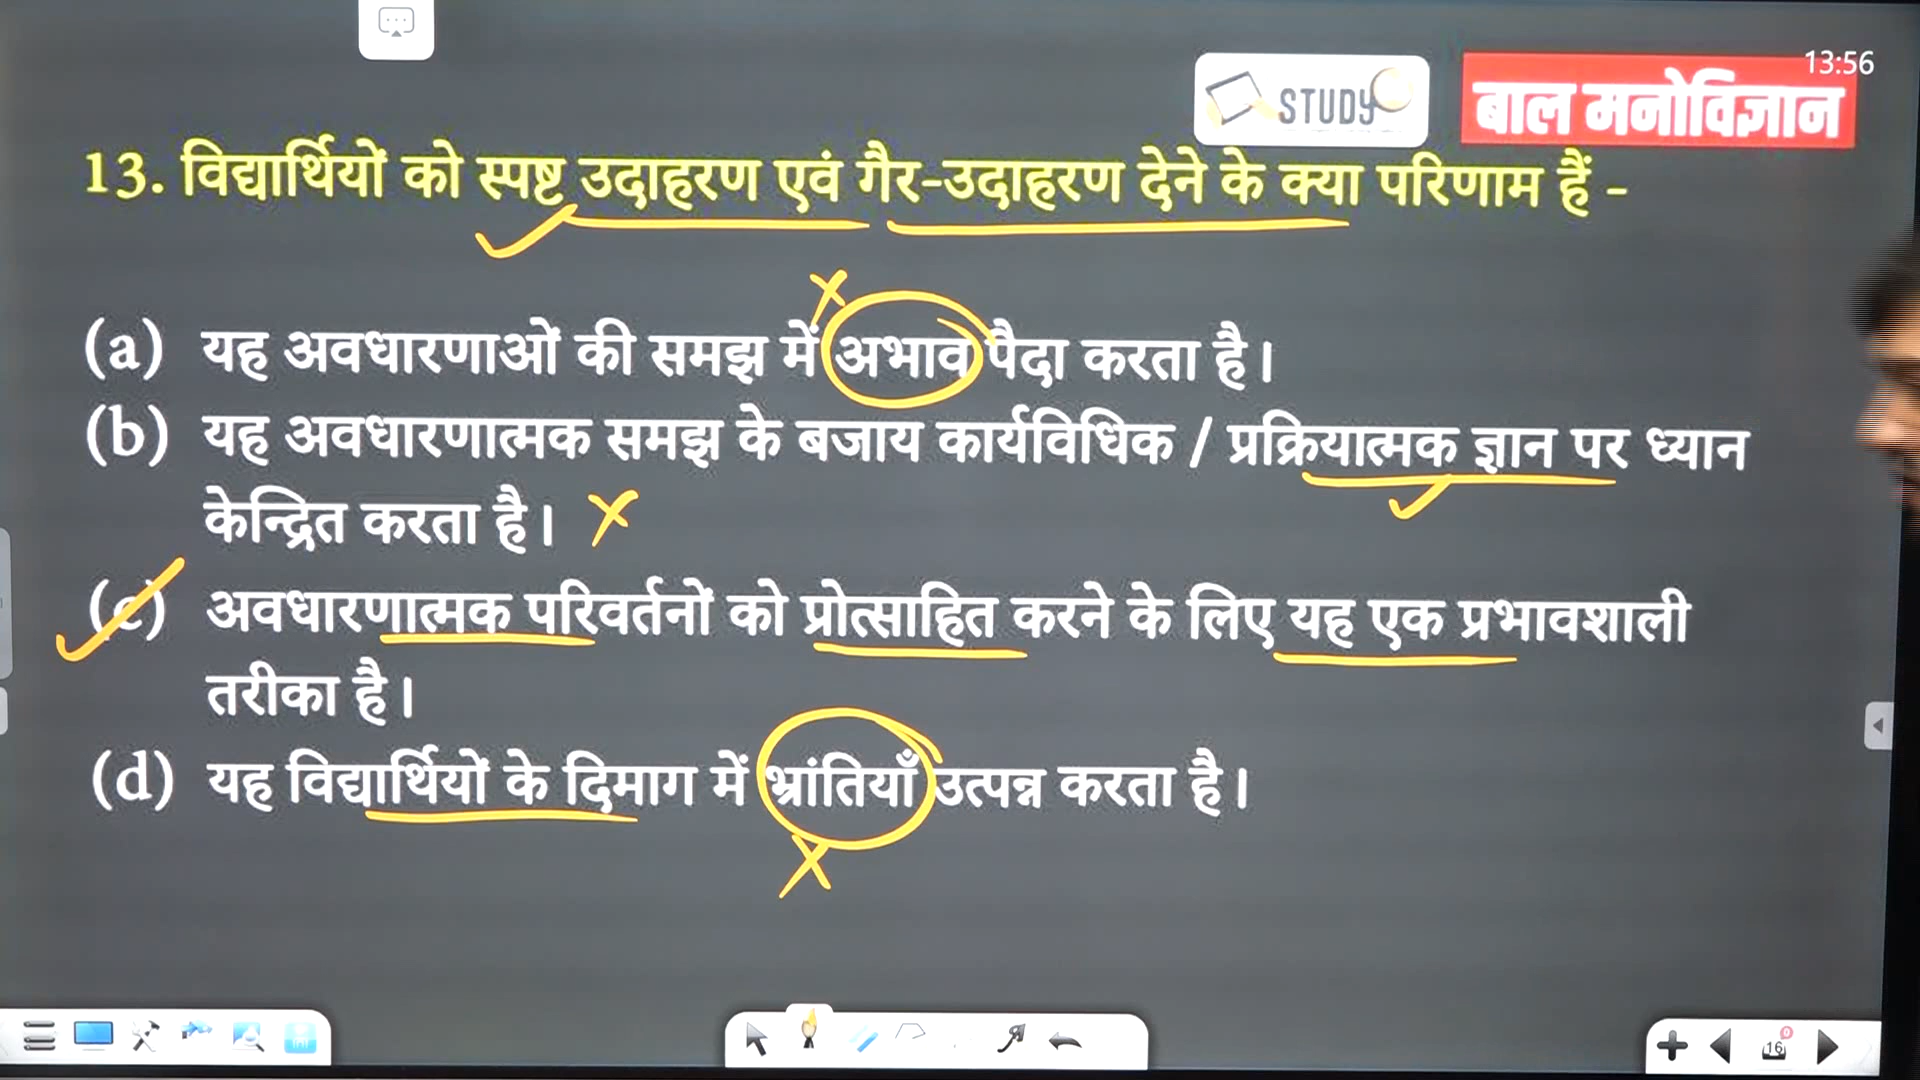 13:56
STUDY
बाल मनोविज्ञान
13. विद्यार्थियों को स्पष्ट उदाहरण एवं गैर-उदाहरण देने के क्या परिणाम हैं -
(a) यह अवधारणाओं की समझ में अभाव पैदा करता है।
(b) यह अवधारणात्मक समझ के बजाय कार्यविधिक / प्रक्रियात्मक ज्ञान पर ध्यान
केन्द्रित करता है।
(c) अवधारणात्मक परिवर्तनों को प्रोत्साहित करने के लिए यह एक प्रभावशाली
तरीका है।
(d) यह विद्यार्थियों के दिमाग में भ्रांतियाँ उत्पन्न करता है।
16
0